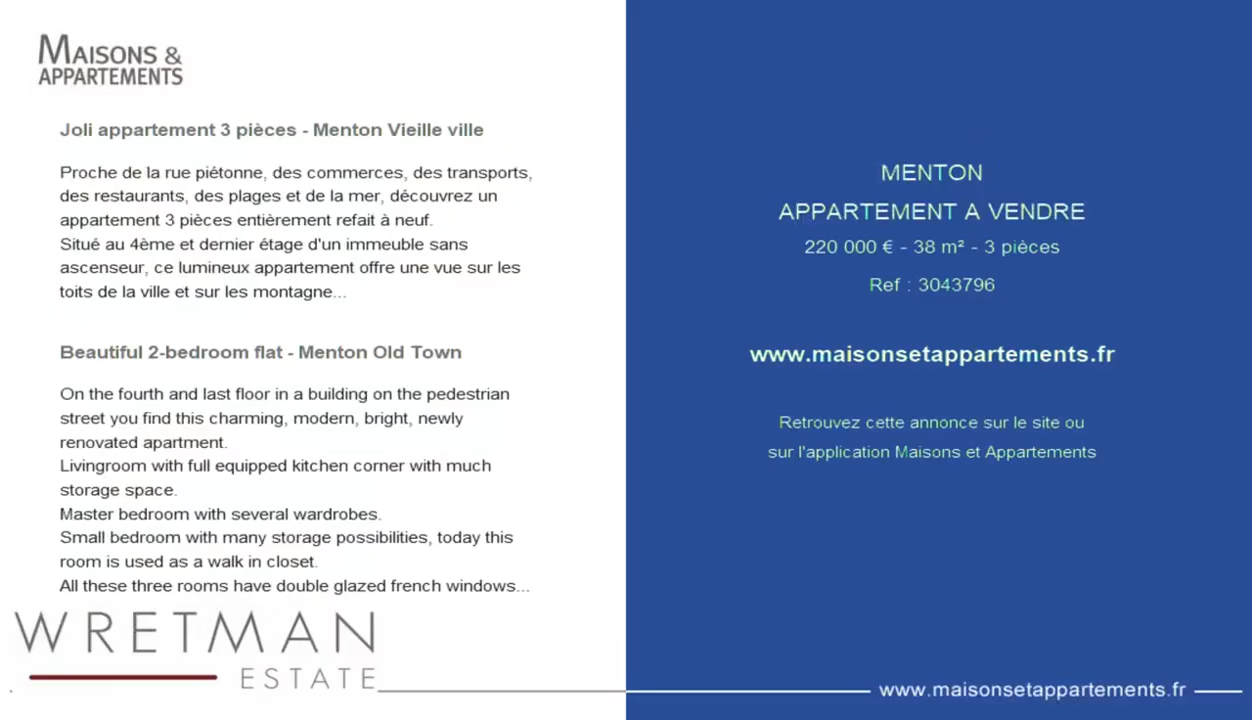 MAISONS &
APPARTEMENTS
Joli appartement 3 pièces - Menton Vieille ville
Proche de la rue piétonne, des commerces, des transports,
des restaurants, des plages et de la mer, découvrez un
appartement 3 pièces entièrement refait à neuf.
Situé au 4ème et dernier étage d'un immeuble sans
ascenseur, ce lumineux appartement offre une vue sur les
toits de la ville et sur les montagne...
Beautiful 2-bedroom flat - Menton Old Town
On the fourth and last floor in a building on the pedestrian
street you find this charming, modern, bright, newly
renovated apartment.
Livingroom with full equipped kitchen corner with much
storage space.
Master bedroom with several wardrobes.
Small bedroom with many storage possibilities, today this
room is used as a walk in closet.
All these three rooms have double glazed french windows...
WRETMAN
ESTATE
MENTON
APPARTEMENT A VENDRE
220 000 € - 38 m² - 3 pièces
Ref : 3043796
www.maisonsetappartements.fr
Retrouvez cette annonce sur le site ou
sur l'application Maisons et Appartements
www.maisonsetappartements.fr